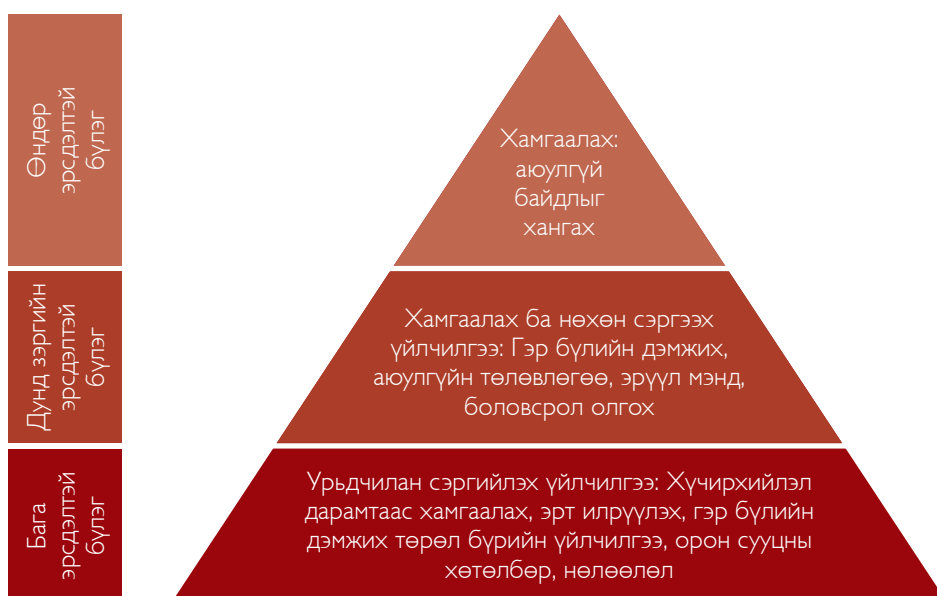 Өндөр
эрсдэлтэй
бүлэг
Хамгаалах:
аюулгүй
байдлыг
хангах
Дунд зэргийн
эрсдэлтэй
бүлэг
Хамгаалах ба нөхөн сэргээх
үйлчилгээ: Гэр бүлийн дэмжих,
аюулгүйн төлөвлөгөө, эрүүл мэнд,
боловсрол олгох
Бага
эрсдэлтэй
бүлэг
Урьдчилан сэргийлэх үйлчилгээ: Хүчирхийлэл
дарамтаас хамгаалах, эрт илрүүлэх, гэр бүлийн
дэмжих төрөл бүрийн үйлчилгээ, орон сууцны
хөтөлбөр, нөлөөлөл